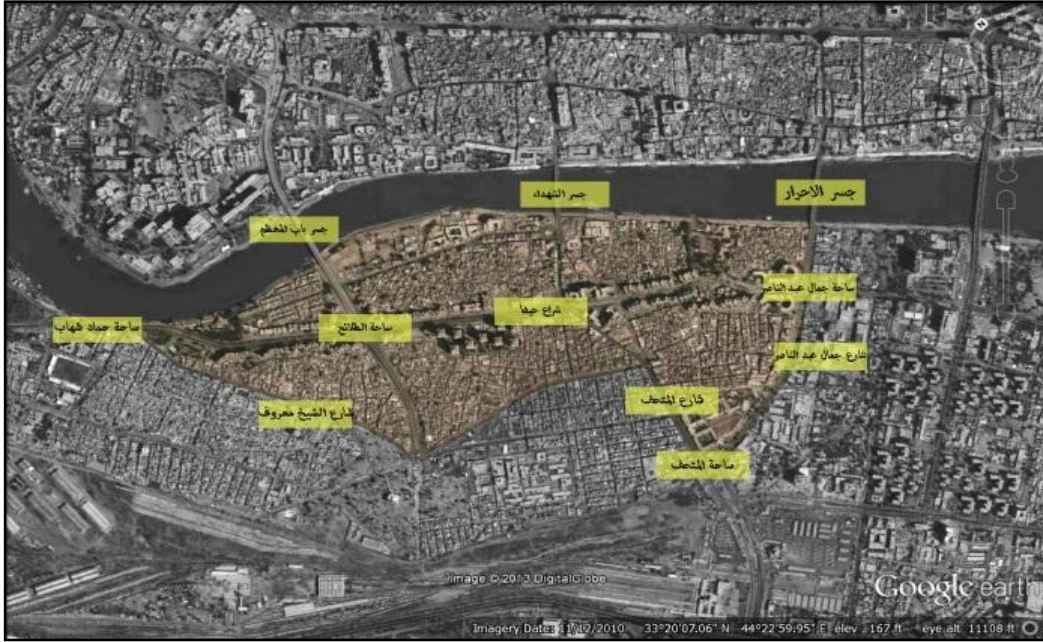 جسر الاحرار
جسر الشهداء
جسر باب المعظم
ساحة جمال عبد الناصر
شارع حيفا
ساحة الطلائع
ساحة حماد شهاب
شارع جمال عبد الناصر
شارع المتحف
شارع الشيخ معروف
ساحة المتحف
Image © 2013 DigitalGlobe
Google earth
Imagery Date: 11/12/2010 33°20'07.06" N 44°22'59.95" E elev 167 ft eye alt 11108 ft